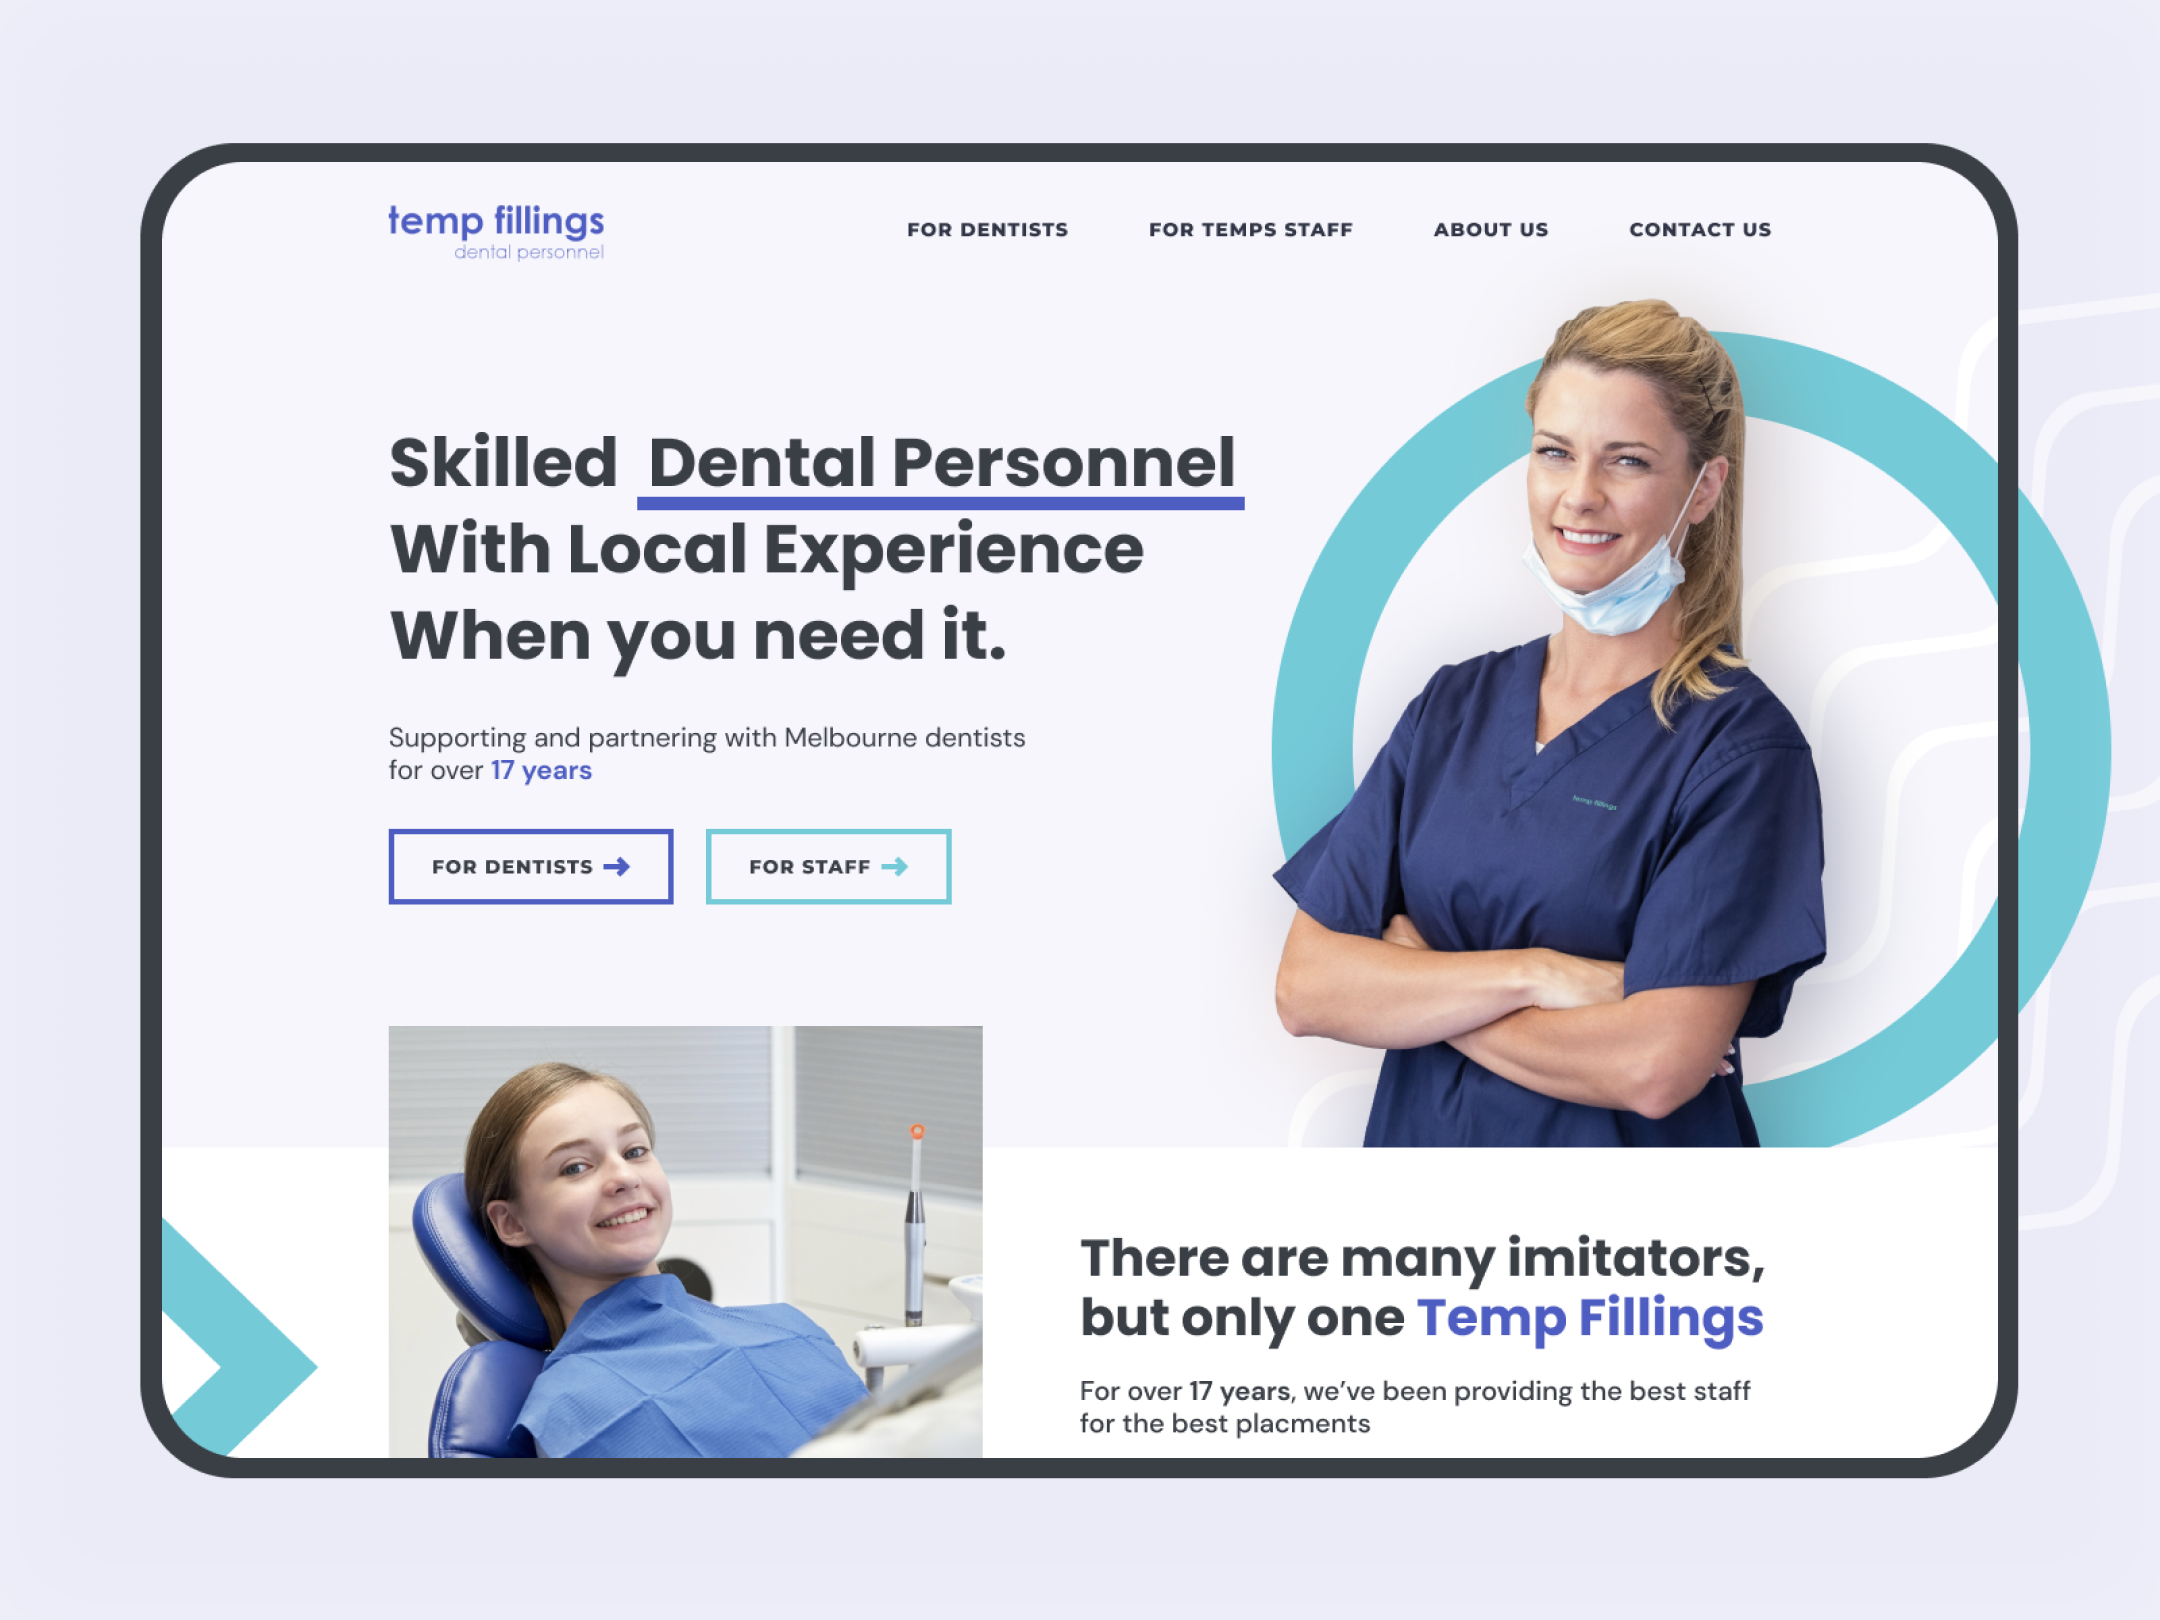 temp fillings
dental personnel
FOR DENTISTS
FOR TEMPS STAFF
ABOUT US
CONTACT US
Skilled Dental Personnel
With Local Experience
When you need it.
Supporting and partnering with Melbourne dentists
for over 17 years
FOR DENTISTS
FOR STAFF
temp fillings
There are many imitators,
but only one Temp Fillings
For over 17 years, we've been providing the best staff
for the best placments